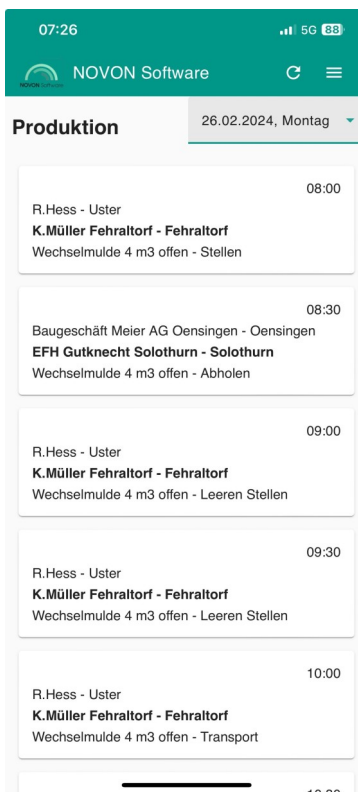 07:26
5G 88
NOVON Software
NOVON Software
Produktion
26.02.2024, Montag
08:00
R.Hess - Uster
K.Müller Fehraltorf - Fehraltorf
Wechselmulde 4 m3 offen - Stellen
08:30
Baugeschäft Meier AG Oensingen - Oensingen
EFH Gutknecht Solothurn - Solothurn
Wechselmulde 4 m3 offen - Abholen
09:00
R.Hess - Uster
K.Müller Fehraltorf - Fehraltorf
Wechselmulde 4 m3 offen - Leeren Stellen
09:30
R.Hess - Uster
K.Müller Fehraltorf - Fehraltorf
Wechselmulde 4 m3 offen - Leeren Stellen
10:00
R.Hess - Uster
K.Müller Fehraltorf - Fehraltorf
Wechselmulde 4 m3 offen - Transport